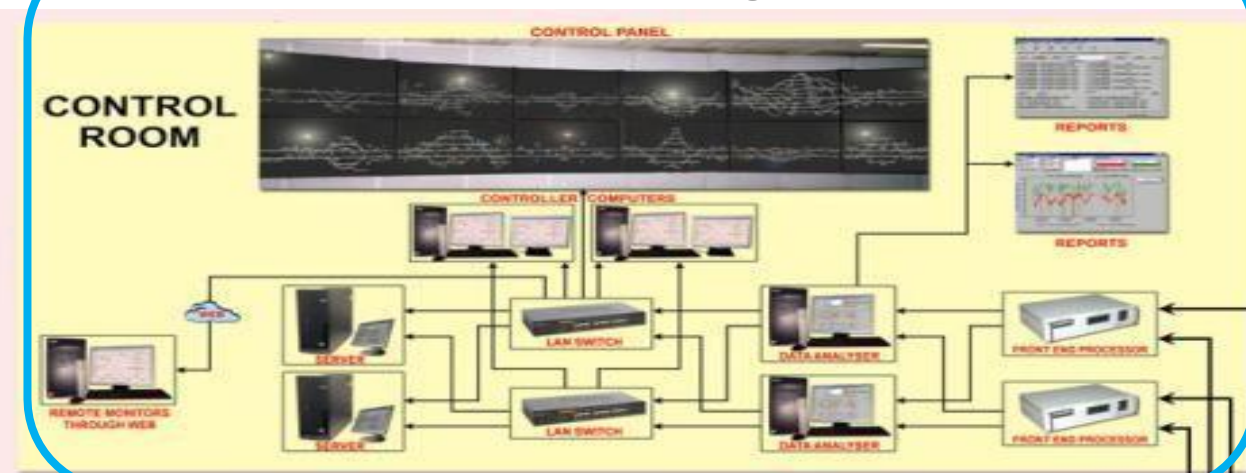 CONTROL PANEL
CONTROL
ROOM
REPORTS
REPORTS
CONTROLLER COMPUTERS
WEB
SERVER
LAN SWITCH
DATA ANALYSER
FRONT END PROCESSOR
REMOTE MONITORS
THROUGH WEB
SERVER
LAN SWITCH
DATA ANALYSER
FRONT END PROCESSOR